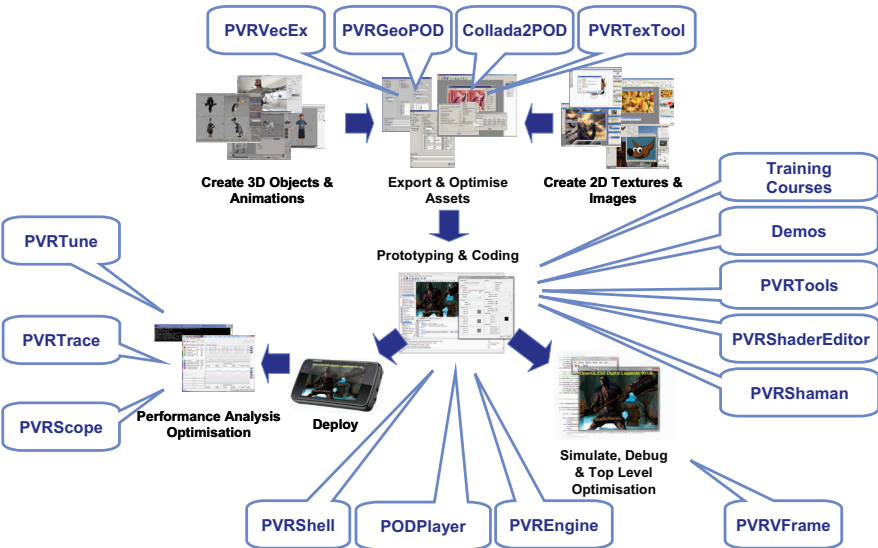 PVRVecEx
PVRGeoPOD
Collada2POD
PVRTexTool
Create 3D Objects &
Animations
Export & Optimise
Assets
Create 2D Textures &
Images
Training
Courses
Prototyping & Coding
Demos
PVRTune
PVRTools
PVRTrace
PVRShaderEditor
PVRShaman
PVRScope
Performance Analysis
Optimisation
Deploy
Simulate, Debug
& Top Level
Optimisation
PVRShell
PODPlayer
PVREngine
PVRVFrame